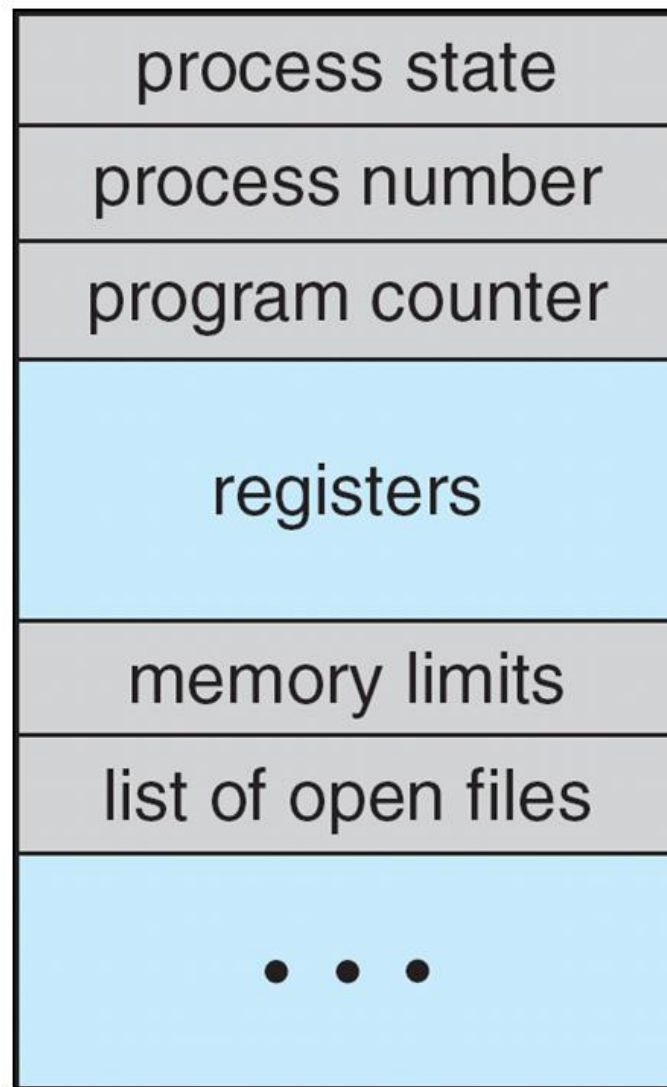 process state
process number
program counter
registers
memory limits
list of open files
• • •